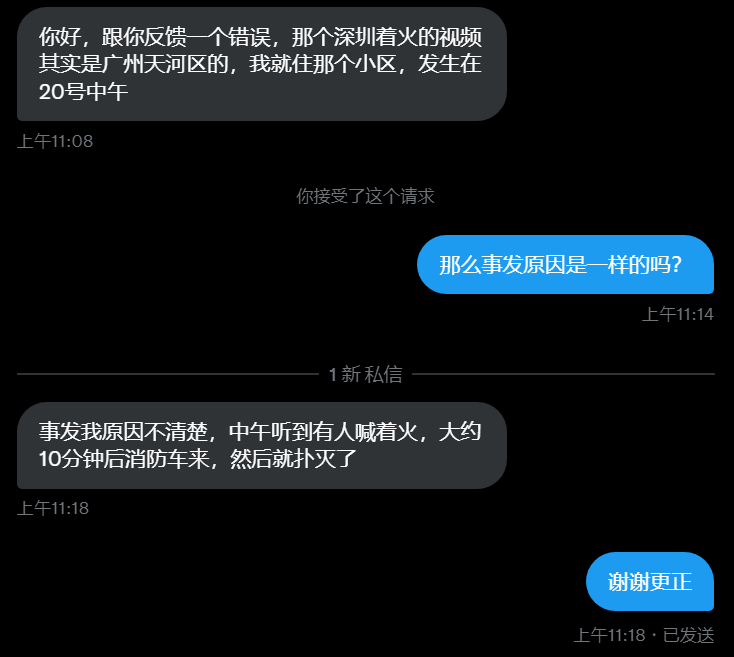 你好，跟你反馈一个错误，那个深圳着火的视频
其实是广州天河区的，我就住那个小区，发生在
20号中午
上午11:08
你接受了这个请求
那么事发原因是一样的吗？
上午11:14
1 新 私信
事发我原因不清楚，中午听到有人喊着火，大约
10分钟后消防车来，然后就扑灭了
上午11:18
谢谢更正
上午11:18 · 已发送